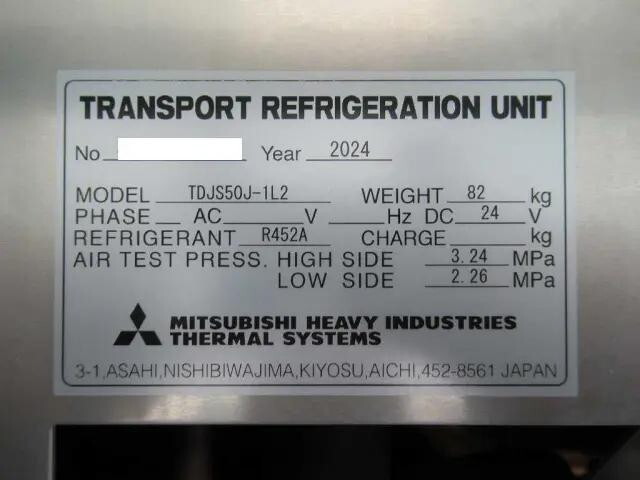 TRANSPORT REFRIGERATION UNIT
No Year 2024
MODEL TDJS50J-1L2 WEIGHT 82 kg
PHASE AC V Hz DC 24 V
REFRIGERANT R452A CHARGE kg
AIR TEST PRESS. HIGH SIDE 3.24 MPa
LOW SIDE 2.26 MPa
MITSUBISHI HEAVY INDUSTRIES
THERMAL SYSTEMS
3-1,ASAHI,NISHIBIWAJIMA,KIYOSU,AICHI,452-8561 JAPAN